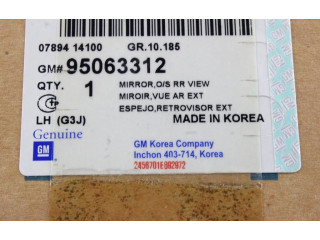 07894 14100 GR.10.185
GM# 95063312
QTY. 1 MIRROR,O/S RR VIEW
MIROIR,VUE AR EXT
ESPEJO,RETROVISOR EXT
LH (G3J) MADE IN KOREA
Genuine
GM
GM Korea Company
Inchon 403-714, Korea